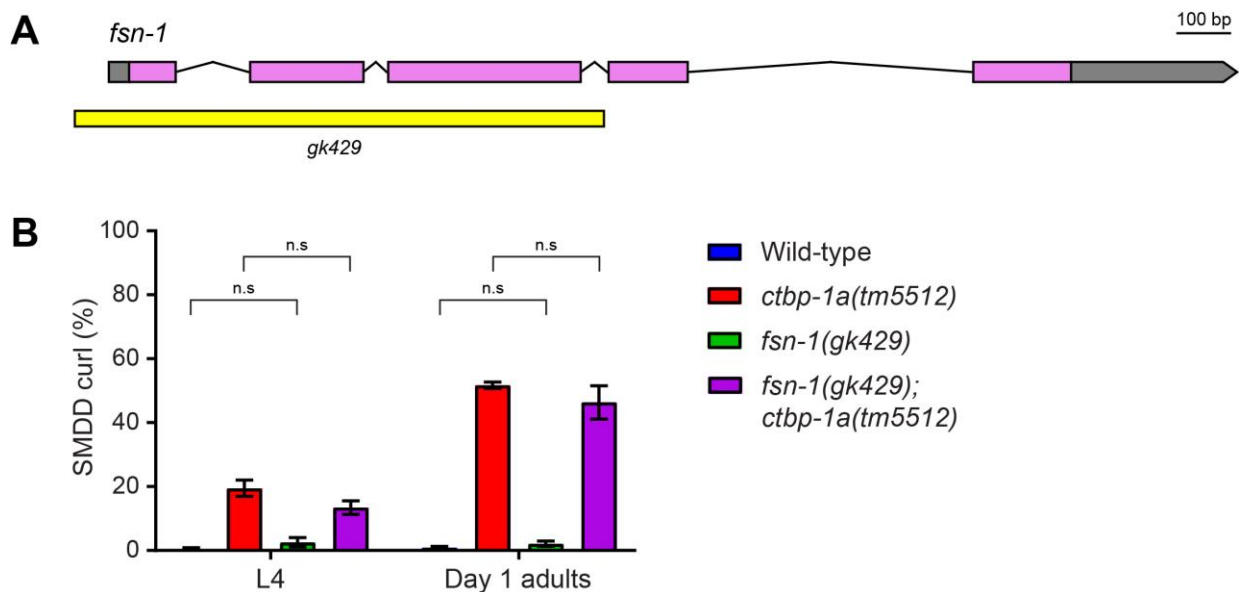 A
fsn-1
100 bp
gk429
B
SMDD curl (%)
100
80
60
40
20
0
n.s
n.s
n.s
n.s
L4
Day 1 adults
Wild-type
ctbp-1a(tm5512)
fsn-1(gk429)
fsn-1(gk429);
ctbp-1a(tm5512)